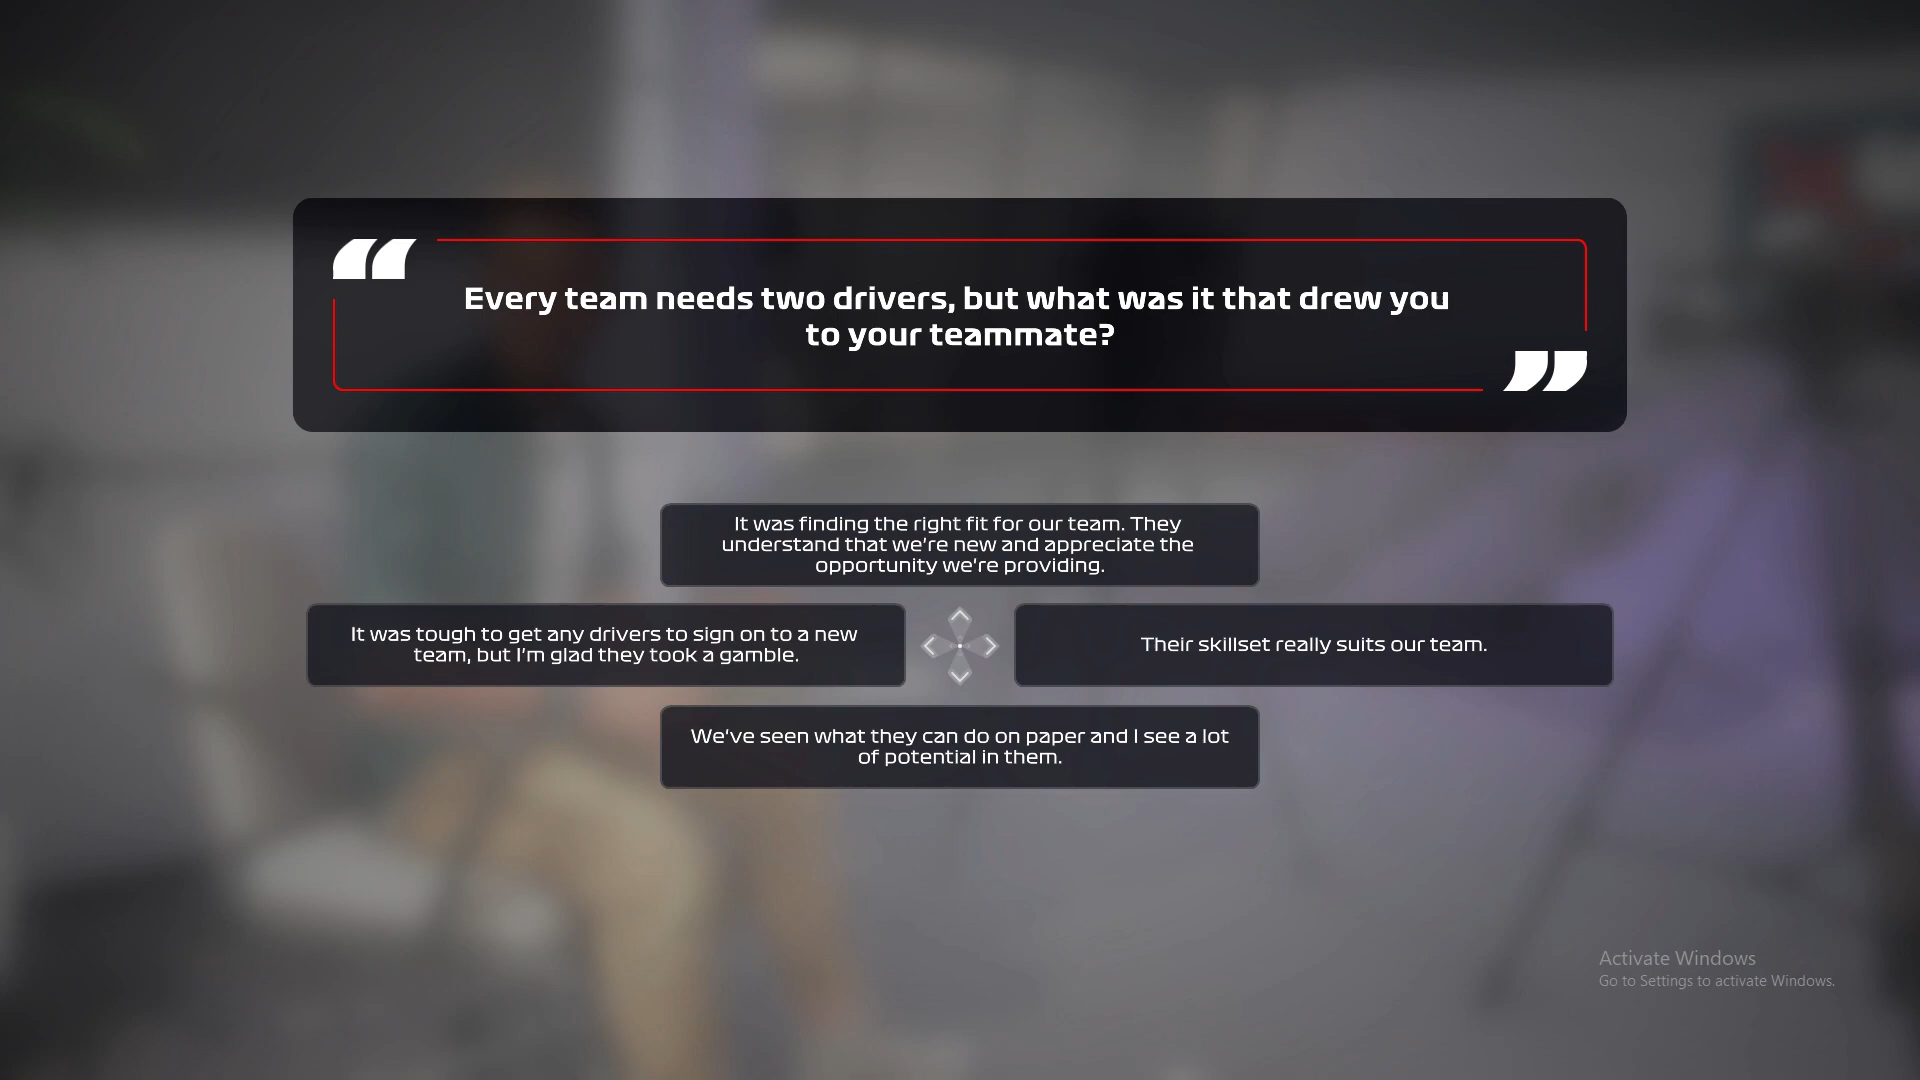 Every team needs two drivers, but what was it that drew you
to your teammate?
It was finding the right fit for our team. They
understand that we're new and appreciate the
opportunity we're providing.
It was tough to get any drivers to sign on to a new
team, but I'm glad they took a gamble.
Their skillset really suits our team.
We've seen what they can do on paper and I see a lot
of potential in them.
Activate Windows
Go to Settings to activate Windows.